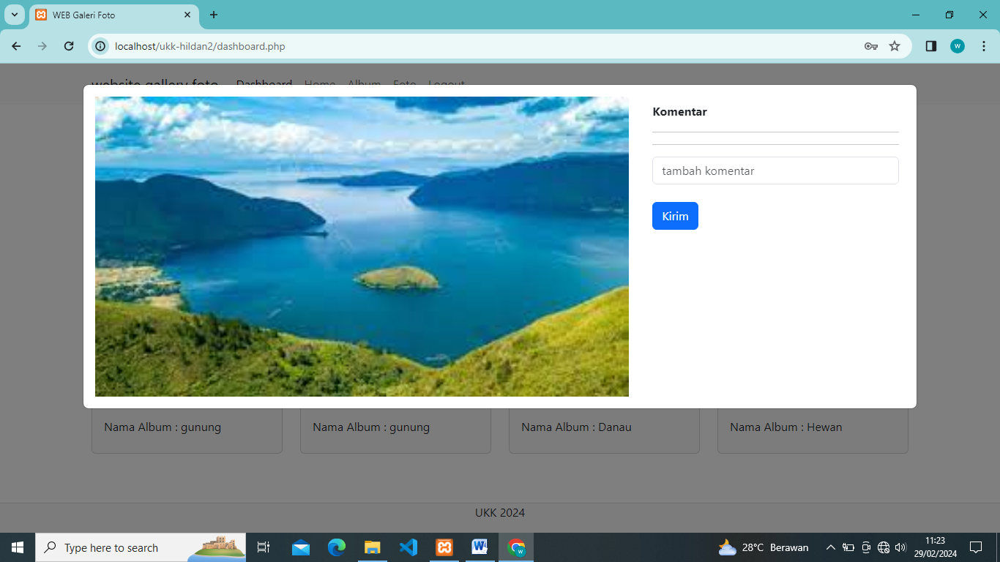 WEB Galeri Foto
localhost/ukk-hildan2/dashboard.php
W
website gallery foto Dashboard Home Album Foto Logout
Komentar
tambah komentar
Kirim
Nama Album : gunung
Nama Album : gunung
Nama Album : Danau
Nama Album : Hewan
UKK 2024
Type here to search
28°C Berawan
11:23
29/02/2024